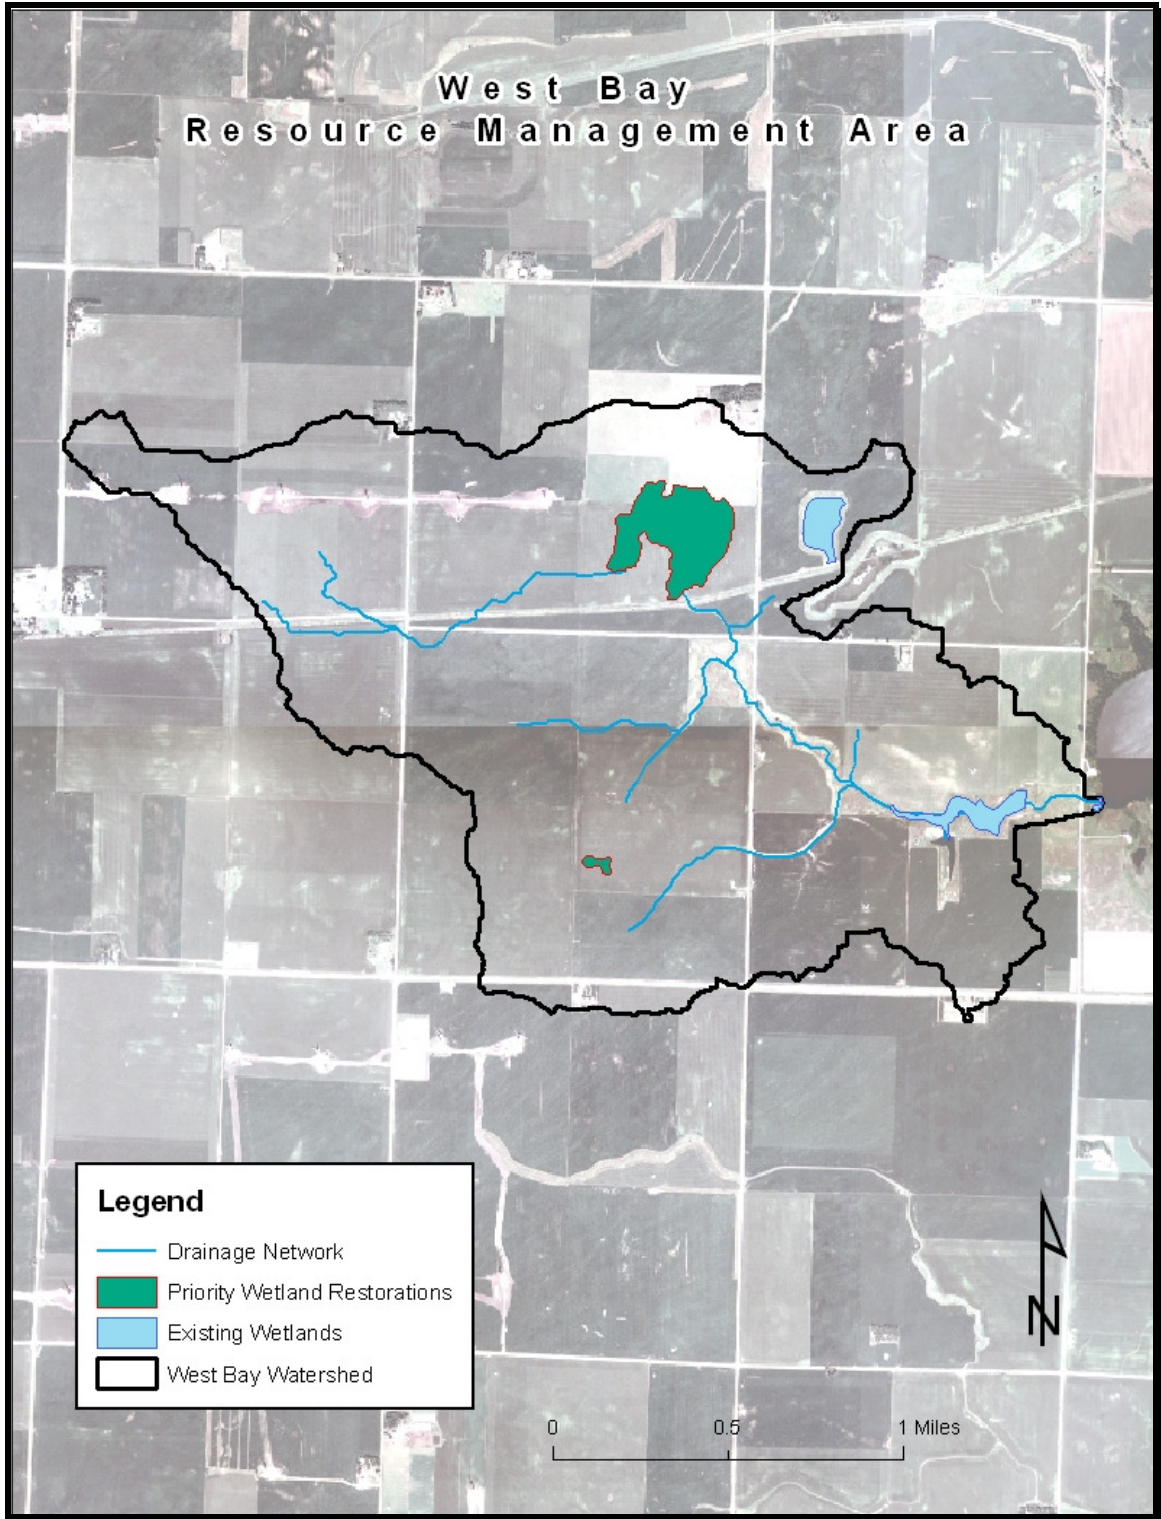 West Bay
Resource Management Area
Legend
Drainage Network
Priority Wetland Restorations
Existing Wetlands
West Bay Watershed
N
0 0.5 1 Miles